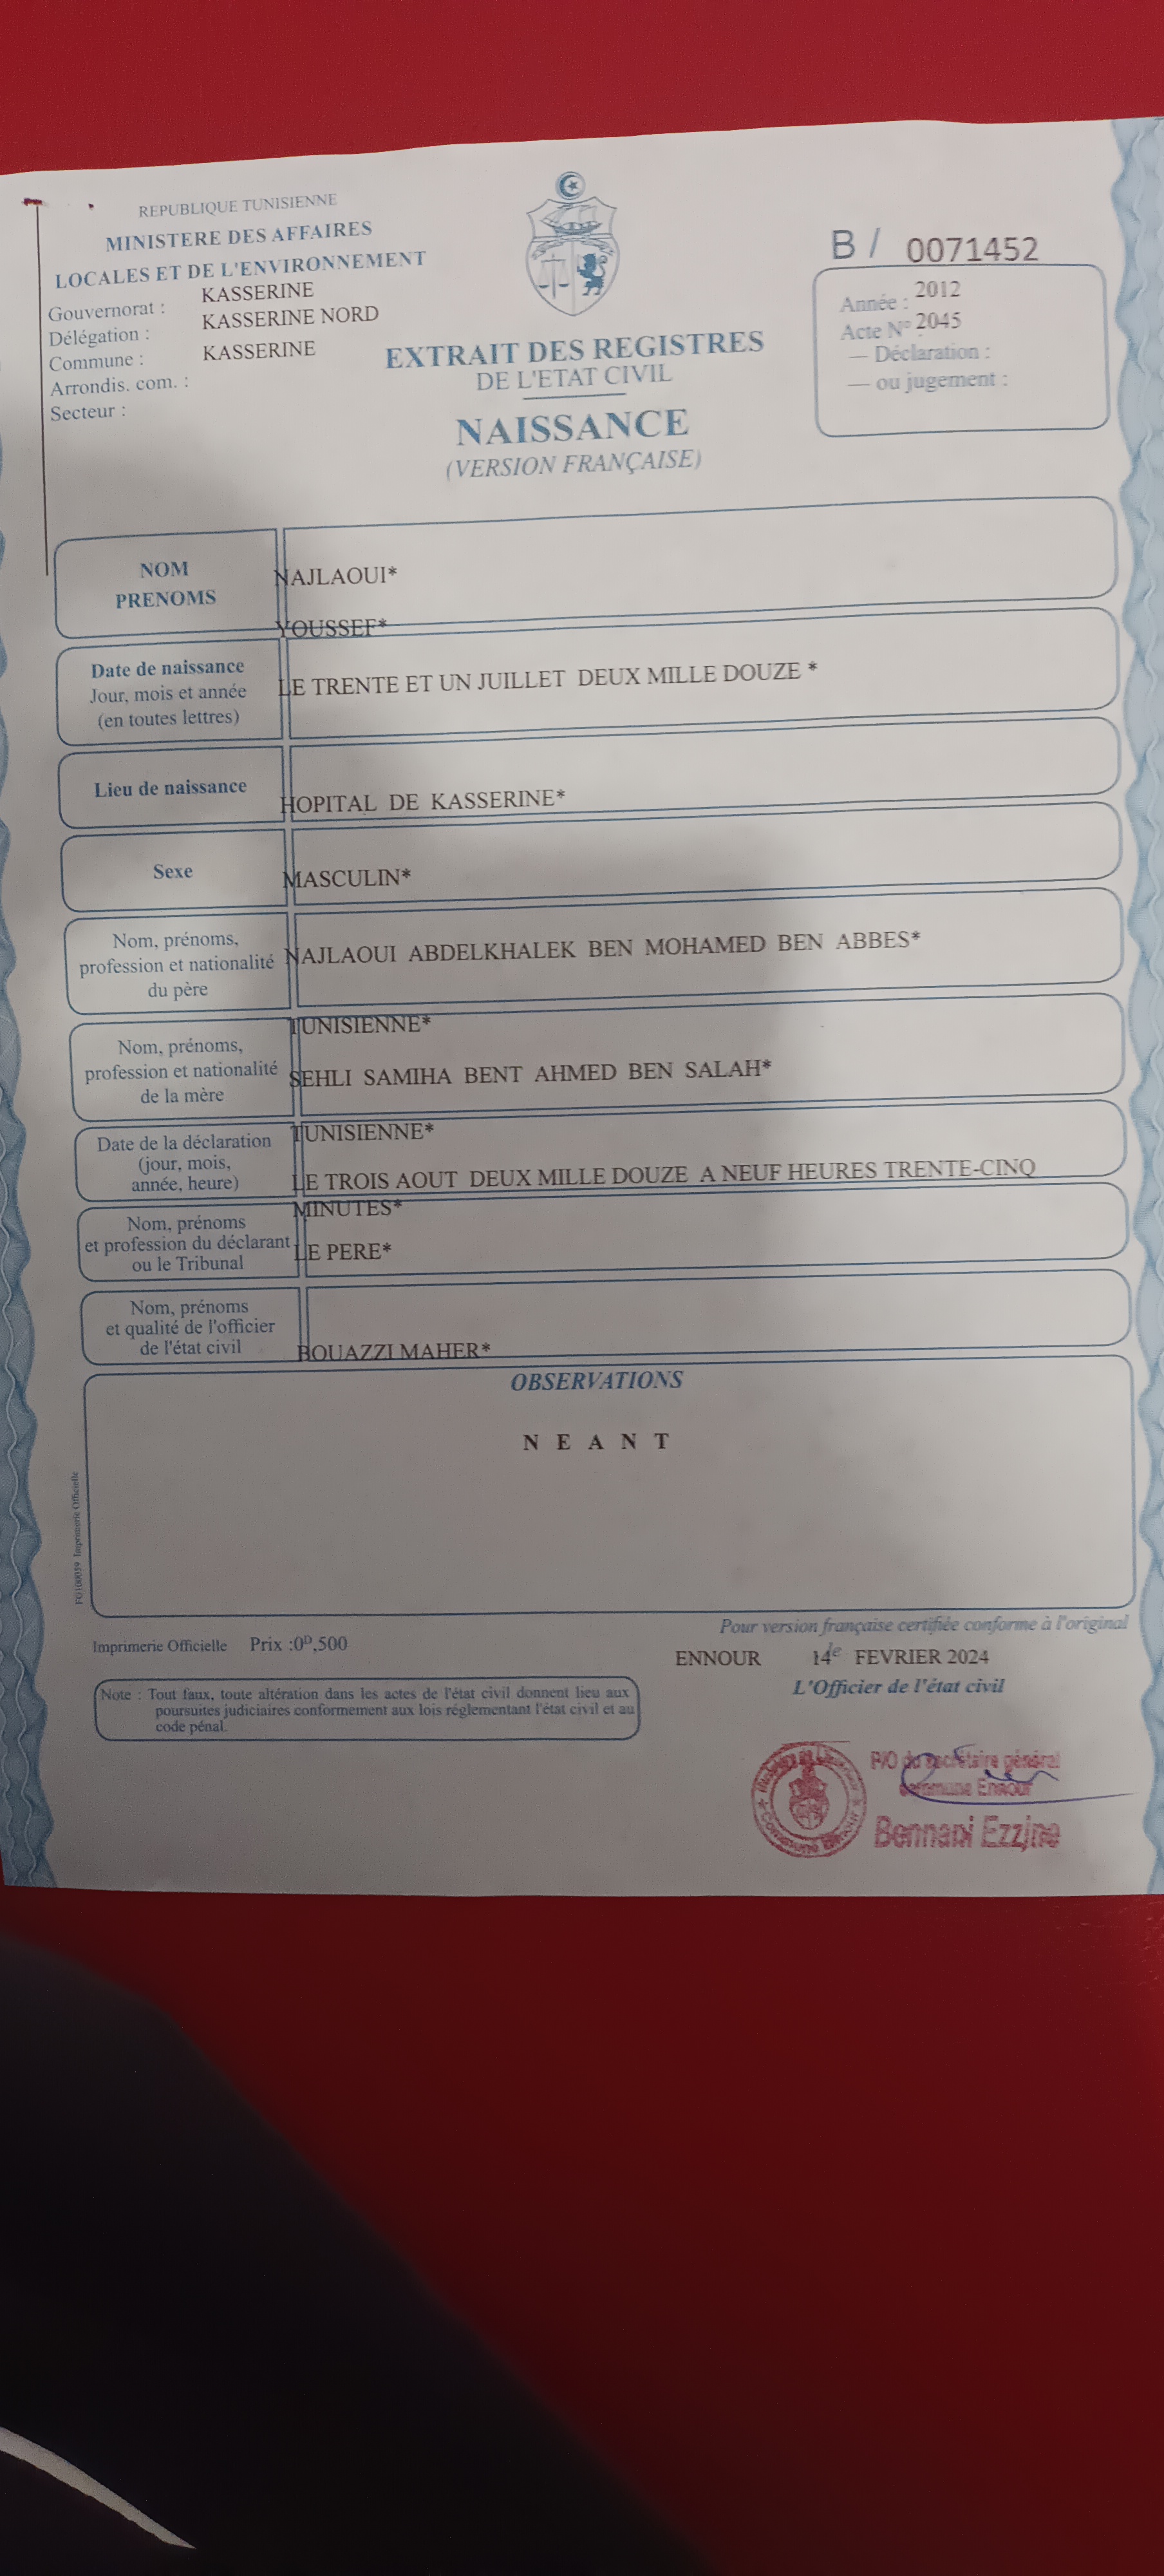 REPUBLIQUE TUNISIENNE
MINISTERE DES AFFAIRES
LOCALES ET DE L'ENVIRONNEMENT
Gouvernorat : KASSERINE
Délégation : KASSERINE NORD
Commune : KASSERINE
Arrondis. com. :
Secteur :
EXTRAIT DES REGISTRES
DE L'ETAT CIVIL
NAISSANCE
(VERSION FRANÇAISE)
B / 0071452
Année : 2012
Acte N° 2045
— Déclaration :
— ou jugement :
NOM
PRENOMS
NAJLAOUI*
YOUSSEF*
Date de naissance
Jour, mois et année
(en toutes lettres)
LE TRENTE ET UN JUILLET DEUX MILLE DOUZE *
Lieu de naissance
HOPITAL DE KASSERINE*
Sexe
MASCULIN*
Nom, prénoms,
profession et nationalité
du père
NAJLAOUI ABDELKHALEK BEN MOHAMED BEN ABBES*
TUNISIENNE*
Nom, prénoms,
profession et nationalité
de la mère
SEHLI SAMIHA BENT AHMED BEN SALAH*
TUNISIENNE*
Date de la déclaration
(jour, mois,
année, heure)
LE TROIS AOUT DEUX MILLE DOUZE A NEUF HEURES TRENTE-CINQ
MINUTES*
Nom, prénoms
et profession du déclarant
ou le Tribunal
LE PERE*
Nom, prénoms
et qualité de l'officier
de l'état civil
BOUAZZI MAHER*
OBSERVATIONS
N E A N T
FG100039 Imprimerie Officielle
Imprimerie Officielle Prix :0ᴰ,500
Pour version française certifiée conforme à l'original
ENNOUR 14 le FEVRIER 2024
L'Officier de l'état civil
Note : Tout faux, toute altération dans les actes de l'état civil donnent lieu aux
poursuites judiciaires conformement aux lois réglementant l'état civil et au
code pénal.
P/O du secrétaire général
Commune Ennour
Bennani Ezzine